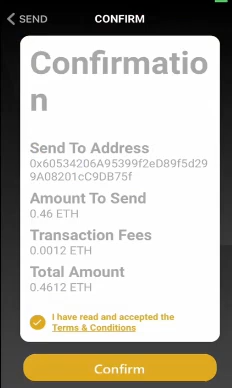 SEND
CONFIRM
Confirmatio
n
Send To Address
0x60534206A95399f2eD89f5d29
9A08201cC9DB75f
Amount To Send
0.46 ETH
Transaction Fees
0.0012 ETH
Total Amount
0.4612 ETH
I have read and accepted the
Terms & Conditions
Confirm